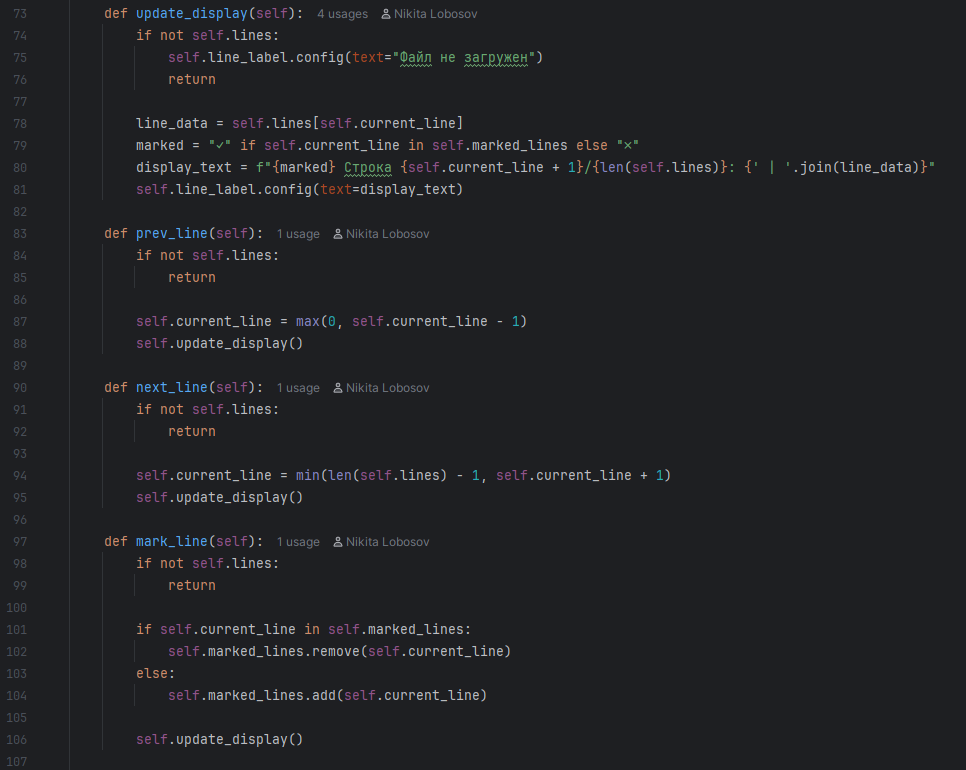 73 def update_display(self): 4 usages Nikita Lobosov
74 if not self.lines:
75 self.line_label.config(text="Файл не загружен")
76 return
77
78 line_data = self.lines[self.current_line]
79 marked = "✓" if self.current_line in self.marked_lines else "×"
80 display_text = f"{marked} Строка {self.current_line + 1}/{len(self.lines)}: {' | '.join(line_data)}"
81 self.line_label.config(text=display_text)
82
83 def prev_line(self): 1 usage Nikita Lobosov
84 if not self.lines:
85 return
86
87 self.current_line = max(0, self.current_line - 1)
88 self.update_display()
89
90 def next_line(self): 1 usage Nikita Lobosov
91 if not self.lines:
92 return
93
94 self.current_line = min(len(self.lines) - 1, self.current_line + 1)
95 self.update_display()
96
97 def mark_line(self): 1 usage Nikita Lobosov
98 if not self.lines:
99 return
100
101 if self.current_line in self.marked_lines:
102 self.marked_lines.remove(self.current_line)
103 else:
104 self.marked_lines.add(self.current_line)
105
106 self.update_display()
107